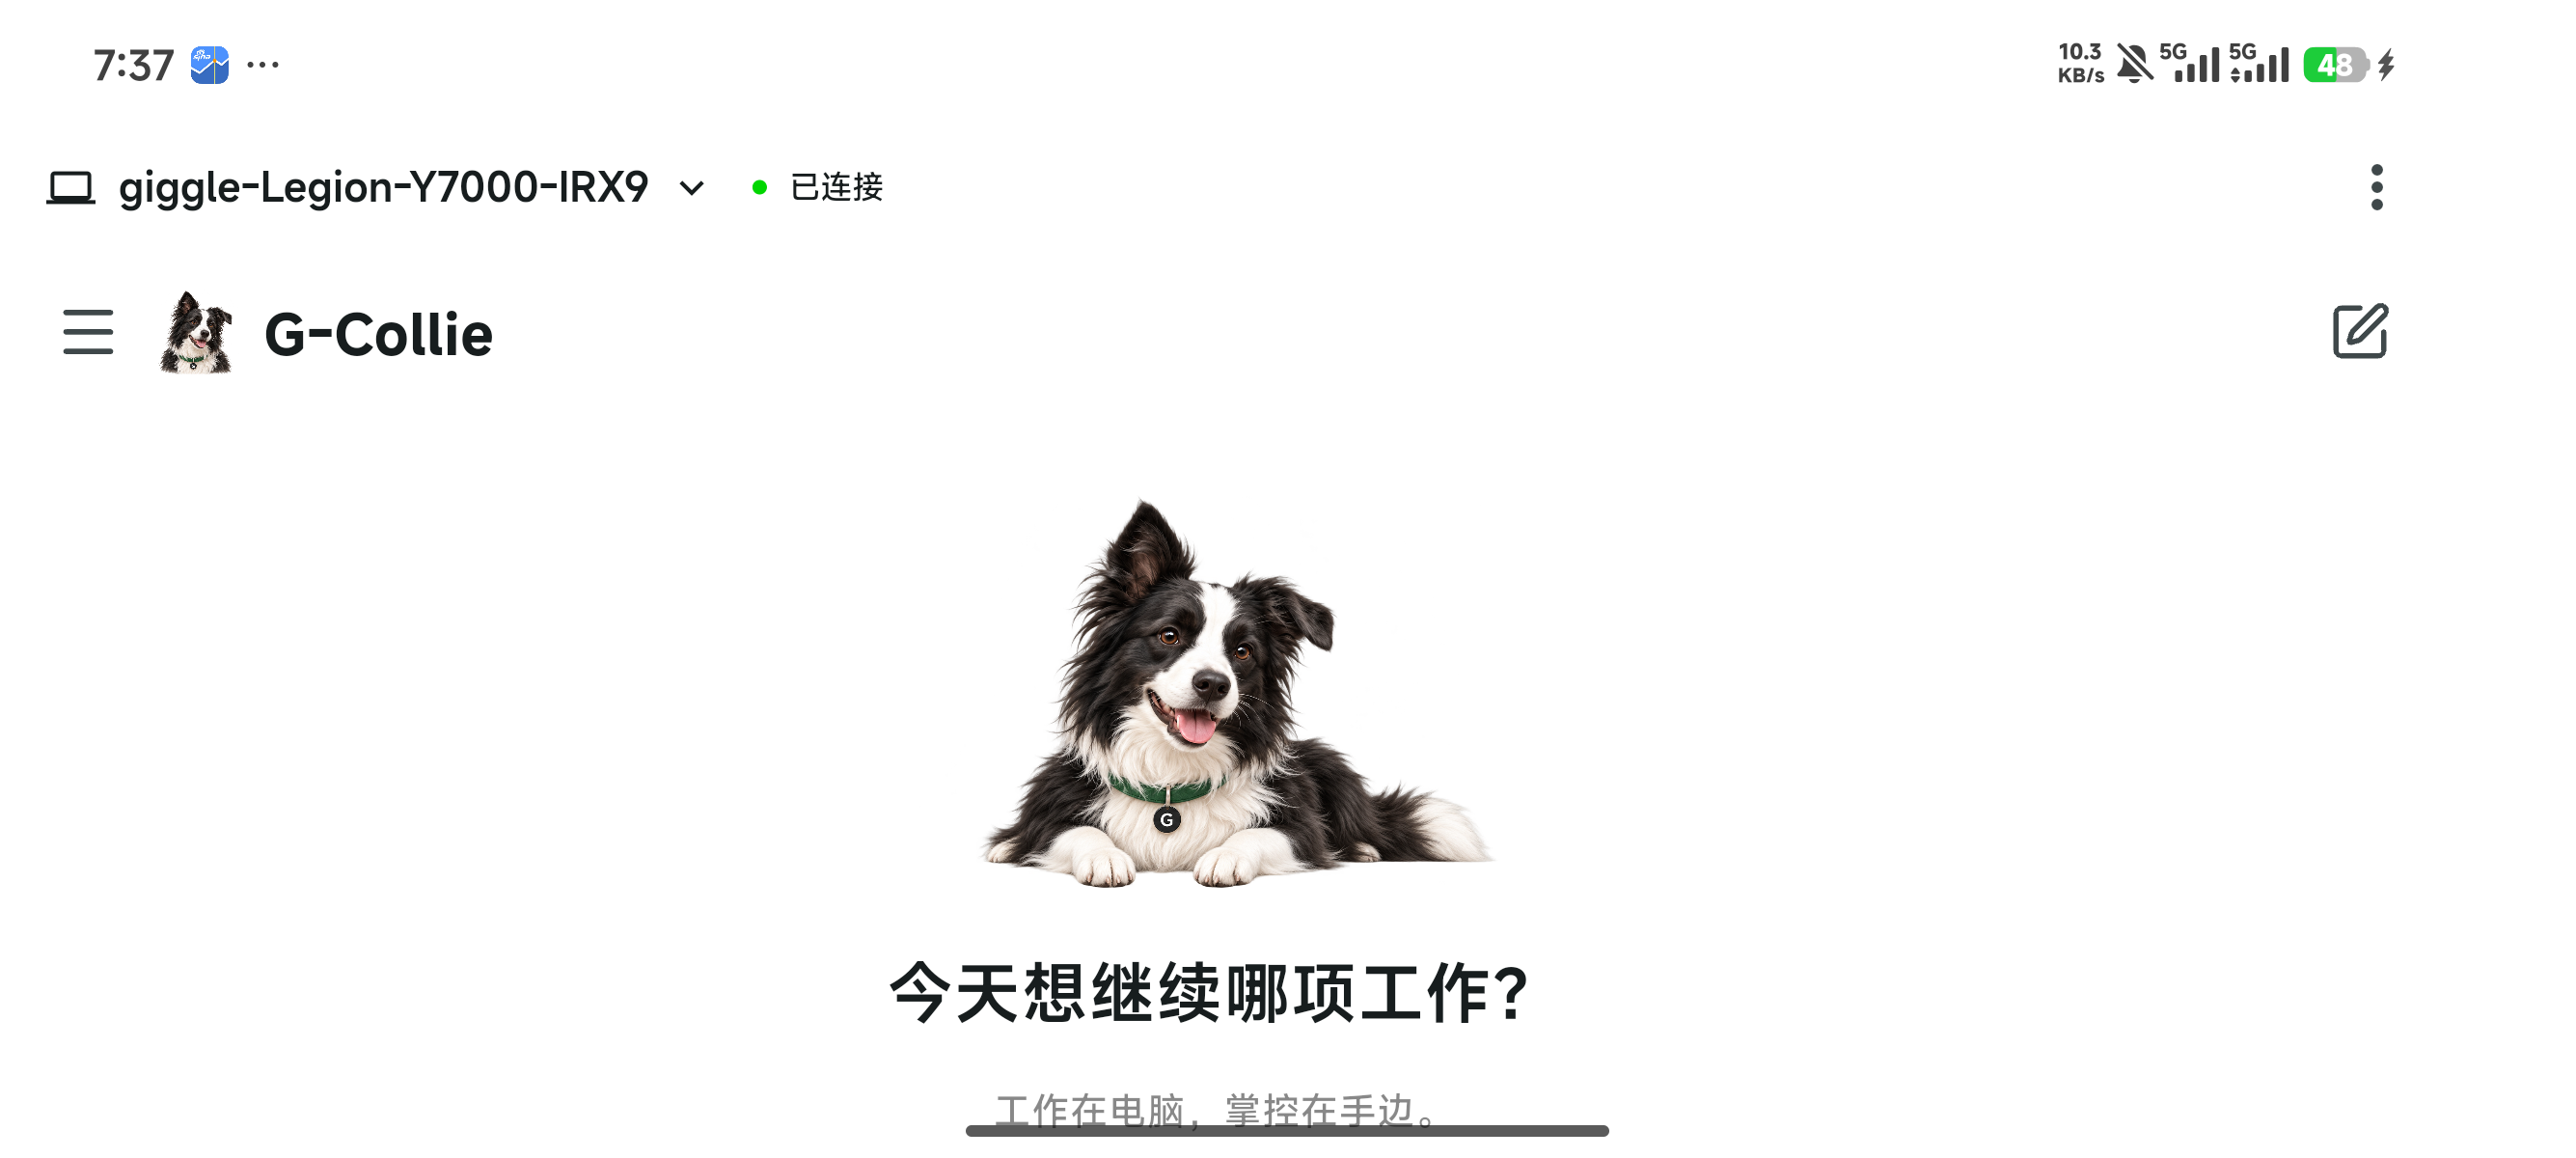 7:37 ... 10.3 KB/s 5G 5G 48
giggle-Legion-Y7000-IRX9 已连接
G-Collie
G
今天想继续哪项工作？
工作在电脑，掌控在手边。